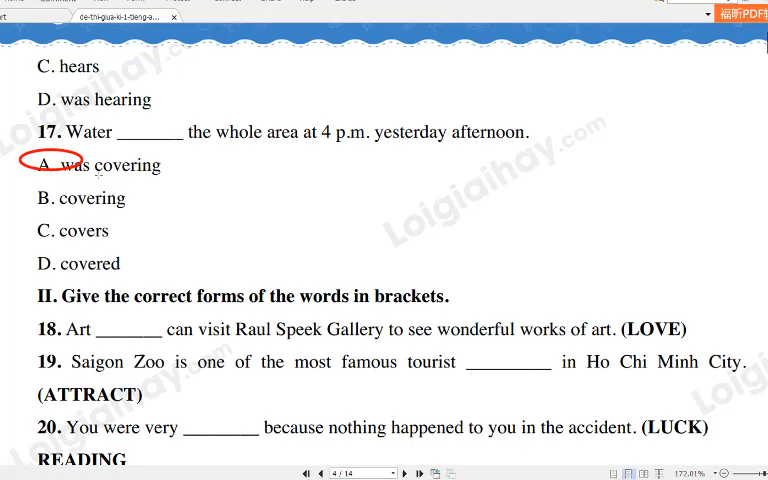 de-thi-giua-ki-1-tieng-a...
福昕PDF
C. hears
D. was hearing
17. Water _______ the whole area at 4 p.m. yesterday afternoon.
A. was covering
B. covering
C. covers
D. covered
II. Give the correct forms of the words in brackets.
18. Art _______ can visit Raul Speek Gallery to see wonderful works of art. (LOVE)
19. Saigon Zoo is one of the most famous tourist _________ in Ho Chi Minh City.
(ATTRACT)
20. You were very ________ because nothing happened to you in the accident. (LUCK)
READING
Loigiaihay.com
4 / 14
172.01%